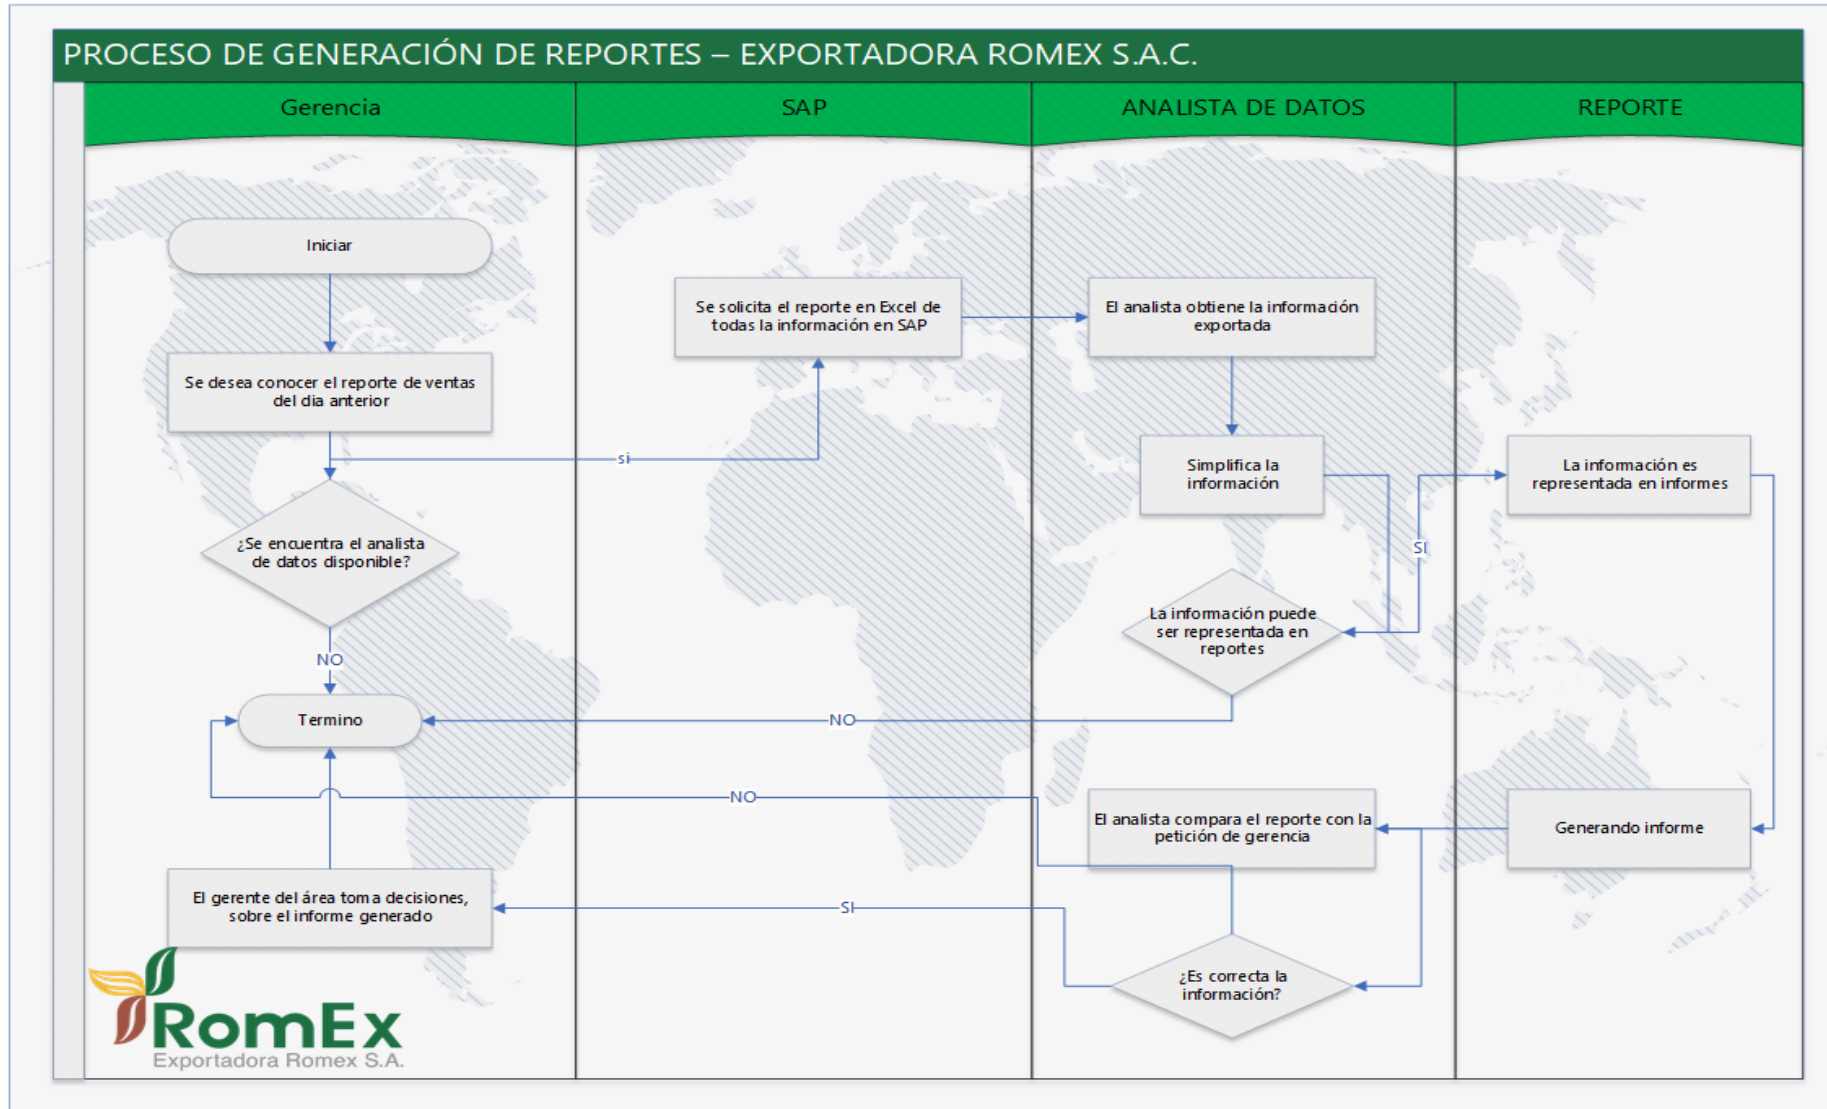 PROCESO DE GENERACIÓN DE REPORTES – EXPORTADORA ROMEX S.A.C.
Gerencia
SAP
ANALISTA DE DATOS
REPORTE
Iniciar
Se desea conocer el reporte de ventas
del dia anterior
si
¿Se encuentra el analista
de datos disponible?
NO
Termino
Se solicita el reporte en Excel de
todas la información en SAP
El analista obtiene la información
exportada
Simplifica la
información
La información puede
ser representada en
reportes
SI
NO
La información es
representada en informes
Generando informe
El analista compara el reporte con la
petición de gerencia
¿Es correcta la
información?
NO
SI
El gerente del área toma decisiones,
sobre el informe generado
RomEx
Exportadora Romex S.A.